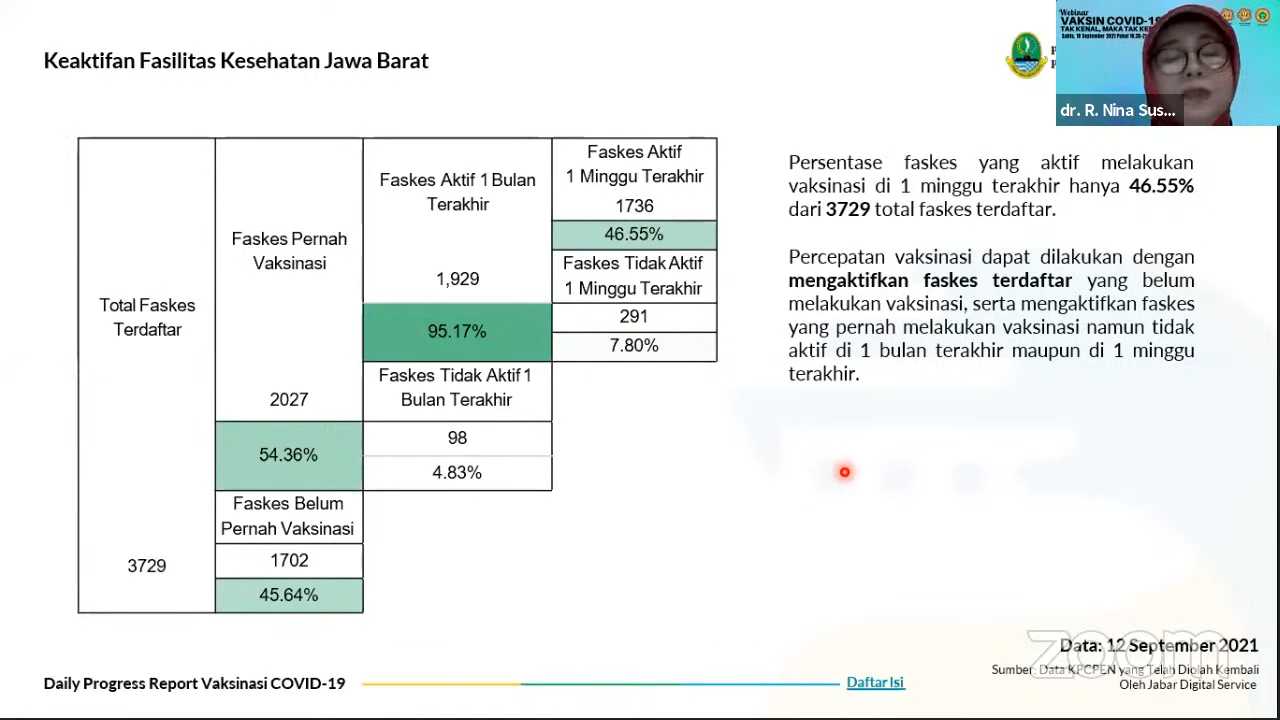 Keaktifan Fasilitas Kesehatan Jawa Barat
Webinar
VAKSIN COVID-19
TAK KENAL, MAKA TAK
dr. R. Nina Sus...
Total Faskes
Terdaftar
3729
Faskes Pernah
Vaksinasi
2027
54.36%
Faskes Belum
Pernah Vaksinasi
1702
45.64%
Faskes Aktif 1 Bulan
Terakhir
1,929
95.17%
Faskes Tidak Aktif 1
Bulan Terakhir
98
4.83%
Faskes Aktif
1 Minggu Terakhir
1736
46.55%
Faskes Tidak Aktif
1 Minggu Terakhir
291
7.80%
Persentase faskes yang aktif melakukan
vaksinasi di 1 minggu terakhir hanya 46.55%
dari 3729 total faskes terdaftar.
Percepatan vaksinasi dapat dilakukan dengan
mengaktifkan faskes terdaftar yang belum
melakukan vaksinasi, serta mengaktifkan faskes
yang pernah melakukan vaksinasi namun tidak
aktif di 1 bulan terakhir maupun di 1 minggu
terakhir.
zoom
Data: 12 September 2021
Sumber: Data KPCPEN yang Telah Diolah Kembali
Oleh Jabar Digital Service
Daily Progress Report Vaksinasi COVID-19
Daftar Isi